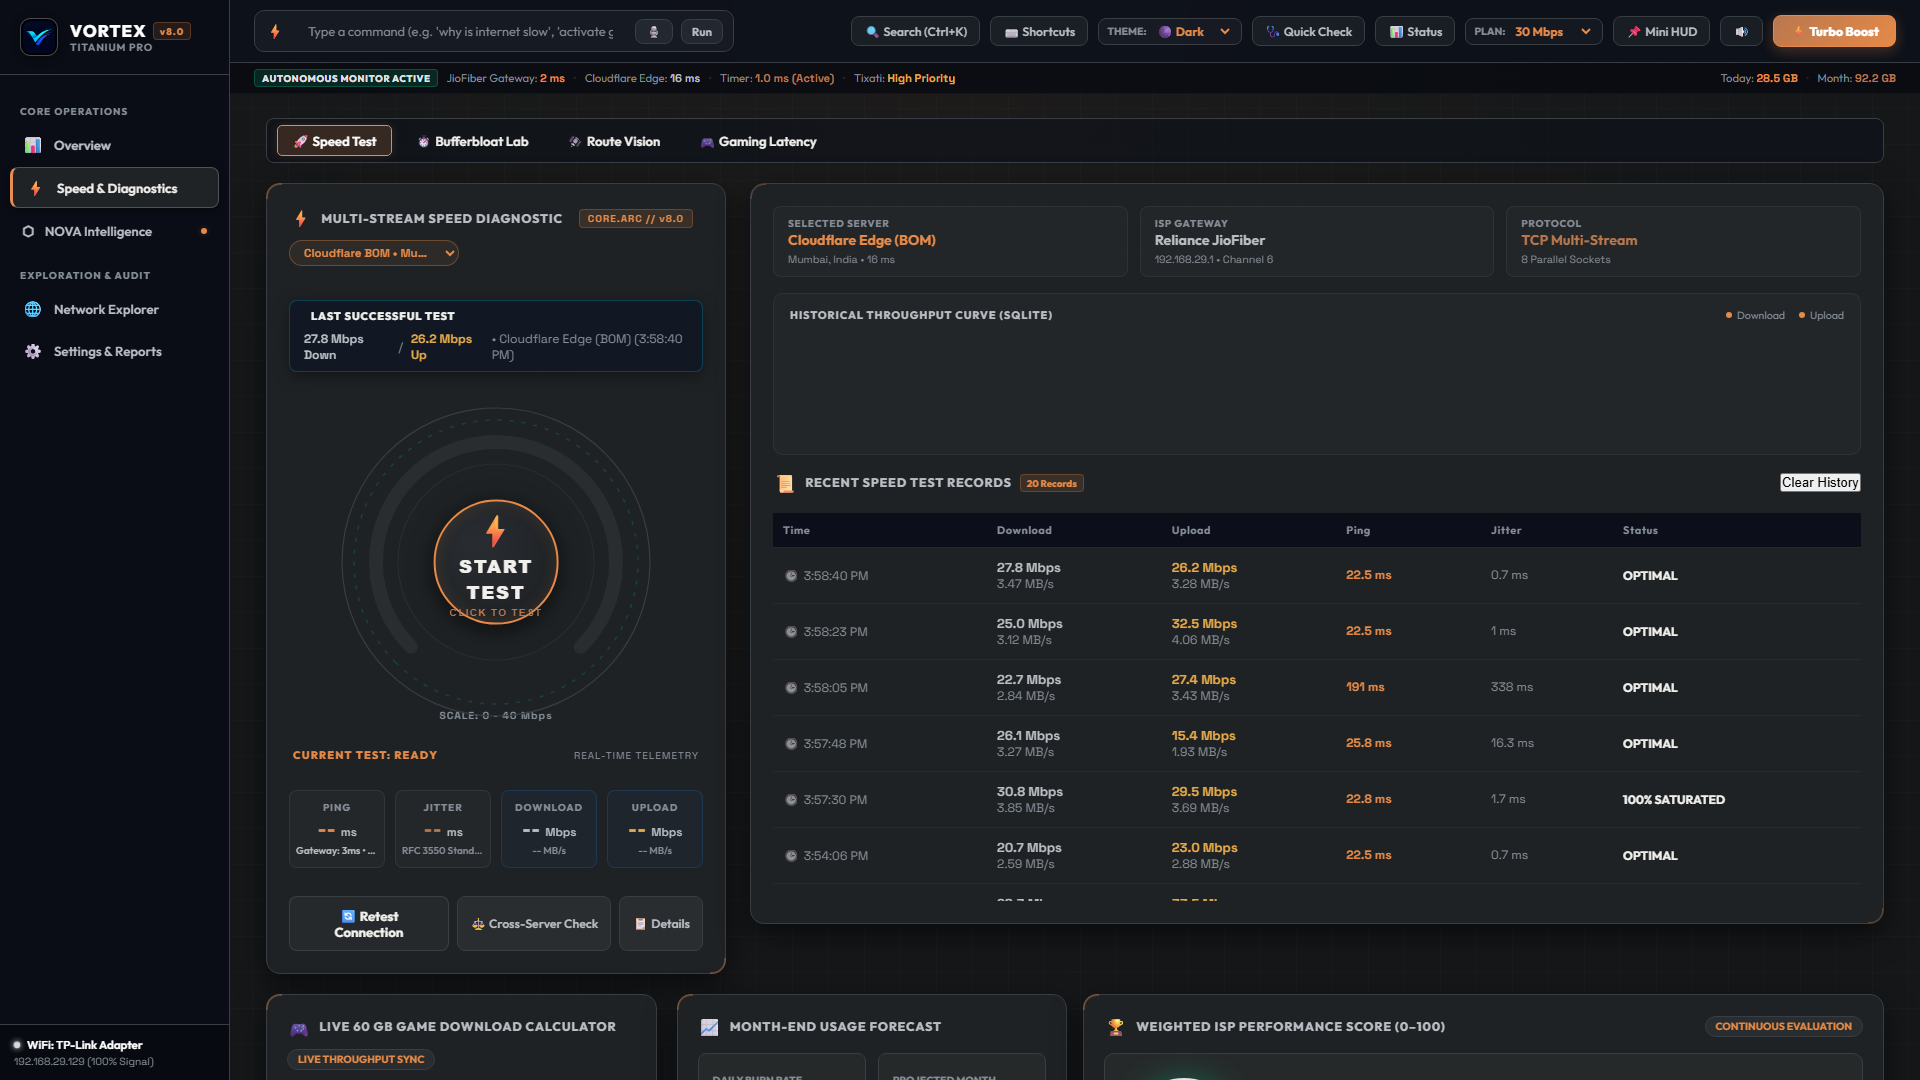 VORTEX v8.0
TITANIUM PRO
Type a command (e.g. 'why is internet slow', 'activate g
Run
Search (Ctrl+K)
Shortcuts
THEME: Dark
Quick Check
Status
PLAN: 30 Mbps
Mini HUD
Turbo Boost
AUTONOMOUS MONITOR ACTIVE JioFiber Gateway: 2 ms · Cloudflare Edge: 16 ms · Timer: 1.0 ms (Active) · Tixati: High Priority
Today: 28.5 GB · Month: 92.2 GB
CORE OPERATIONS
Overview
Speed & Diagnostics
NOVA Intelligence
EXPLORATION & AUDIT
Network Explorer
Settings & Reports
WiFi: TP-Link Adapter
192.168.29.129 (100% Signal)
Speed Test
Bufferbloat Lab
Route Vision
Gaming Latency
MULTI-STREAM SPEED DIAGNOSTIC CORE.ARC // v8.0
Cloudflare BOM • Mu...
LAST SUCCESSFUL TEST
27.8 Mbps Down / 26.2 Mbps Up • Cloudflare Edge (BOM) (3:58:40 PM)
START
TEST
CLICK TO TEST
SCALE: 0 - 40 Mbps
CURRENT TEST: READY
REAL-TIME TELEMETRY
PING
-- ms
Gateway: 3ms • ...
JITTER
-- ms
RFC 3550 Stand...
DOWNLOAD
-- Mbps
-- MB/s
UPLOAD
-- Mbps
-- MB/s
Retest Connection
Cross-Server Check
Details
SELECTED SERVER
Cloudflare Edge (BOM)
Mumbai, India • 16 ms
ISP GATEWAY
Reliance JioFiber
192.168.29.1 • Channel 6
PROTOCOL
TCP Multi-Stream
8 Parallel Sockets
HISTORICAL THROUGHPUT CURVE (SQLITE)
Download
Upload
RECENT SPEED TEST RECORDS 20 Records
Clear History
Time Download Upload Ping Jitter Status
3:58:40 PM 27.8 Mbps 26.2 Mbps 22.5 ms 0.7 ms OPTIMAL
3.47 MB/s 3.28 MB/s
3:58:23 PM 25.0 Mbps 32.5 Mbps 22.5 ms 1 ms OPTIMAL
3.12 MB/s 4.06 MB/s
3:58:05 PM 22.7 Mbps 27.4 Mbps 191 ms 338 ms OPTIMAL
2.84 MB/s 3.43 MB/s
3:57:48 PM 26.1 Mbps 15.4 Mbps 25.8 ms 16.3 ms OPTIMAL
3.27 MB/s 1.93 MB/s
3:57:30 PM 30.8 Mbps 29.5 Mbps 22.8 ms 1.7 ms 100% SATURATED
3.85 MB/s 3.69 MB/s
3:54:06 PM 20.7 Mbps 23.0 Mbps 22.5 ms 0.7 ms OPTIMAL
2.59 MB/s 2.88 MB/s
LIVE 60 GB GAME DOWNLOAD CALCULATOR
LIVE THROUGHPUT SYNC
MONTH-END USAGE FORECAST
DAILY BURN RATE
PROJECTED MONTH
WEIGHTED ISP PERFORMANCE SCORE (0–100)
CONTINUOUS EVALUATION